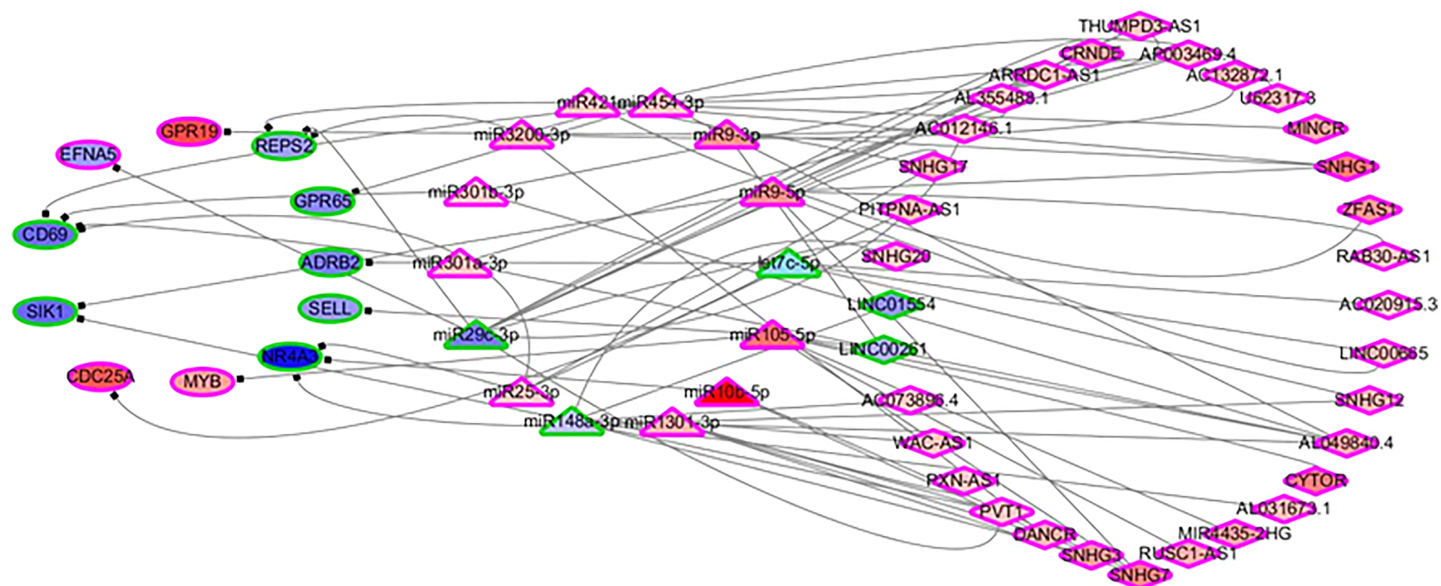 THUMPD3-AS1
CRNDE
AP003469.4
ARRDC1-AS1
AC132872.1
AL355488.1
U62317.3
miR421
miR454-3p
GPR19
REPS2
miR3200-3p
miR9-3p
AC012146.1
MINCR
EFNA5
SNHG17
SNHG1
GPR65
miR301b-3p
miR9-5p
PITPNA-AS1
ZFAS1
CD69
ADRB2
miR301a-3p
let7c-5p
SNHG20
RAB30-AS1
SIK1
SELL
LINC01554
AC020915.3
miR29c-3p
miR105-5p
NR4A3
LINC00261
LINC00665
CDC25A
MYB
miR25-3p
miR10b-5p
AC073896.4
SNHG12
miR148a-3p
miR1301-3p
WAC-AS1
AL049840.4
PXN-AS1
CYTOR
PVT1
AL031673.1
DANCR
MIR4435-2HG
SNHG3
RUSC1-AS1
SNHG7